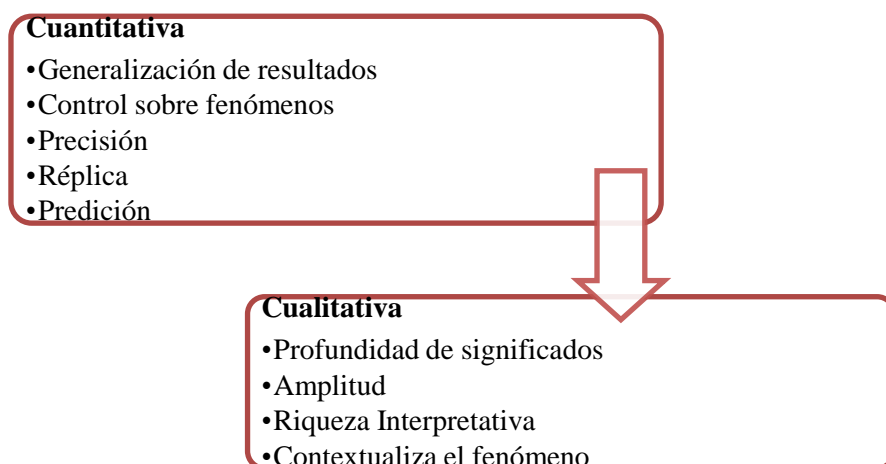 Cuantitativa
•Generalización de resultados
•Control sobre fenómenos
•Precisión
•Réplica
•Predición
Cualitativa
•Profundidad de significados
•Amplitud
•Riqueza Interpretativa
•Contextualiza el fenómeno